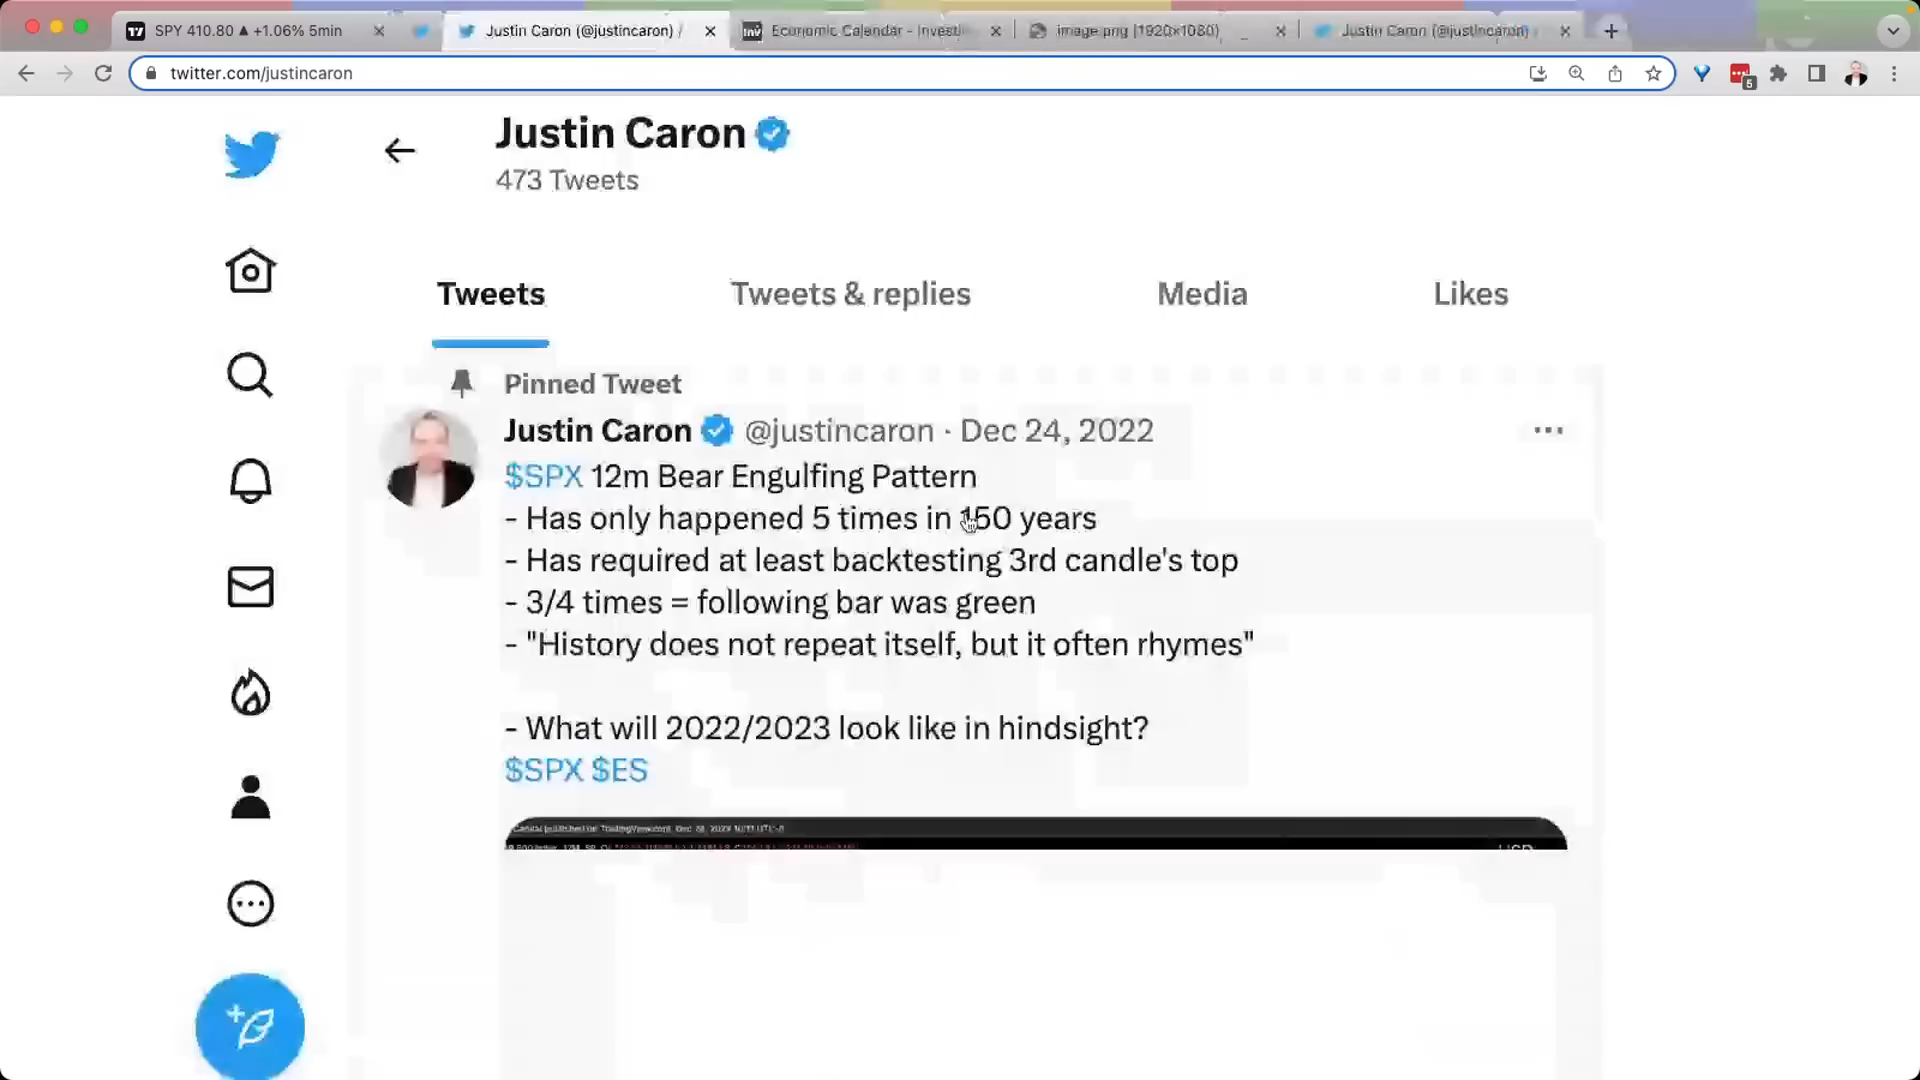 SPY 410.80 ▲ +1.06% 5min
Justin Caron (@justincaron) /
Economic Calendar - Investi
image.png (1920×1080)
Justin Caron (@justincaron)
twitter.com/justincaron
5
Justin Caron
473 Tweets
Tweets
Tweets & replies
Media
Likes
Pinned Tweet
Justin Caron @justincaron · Dec 24, 2022
$SPX 12m Bear Engulfing Pattern
- Has only happened 5 times in 150 years
- Has required at least backtesting 3rd candle's top
- 3/4 times = following bar was green
- "History does not repeat itself, but it often rhymes"
- What will 2022/2023 look like in hindsight?
$SPX $ES